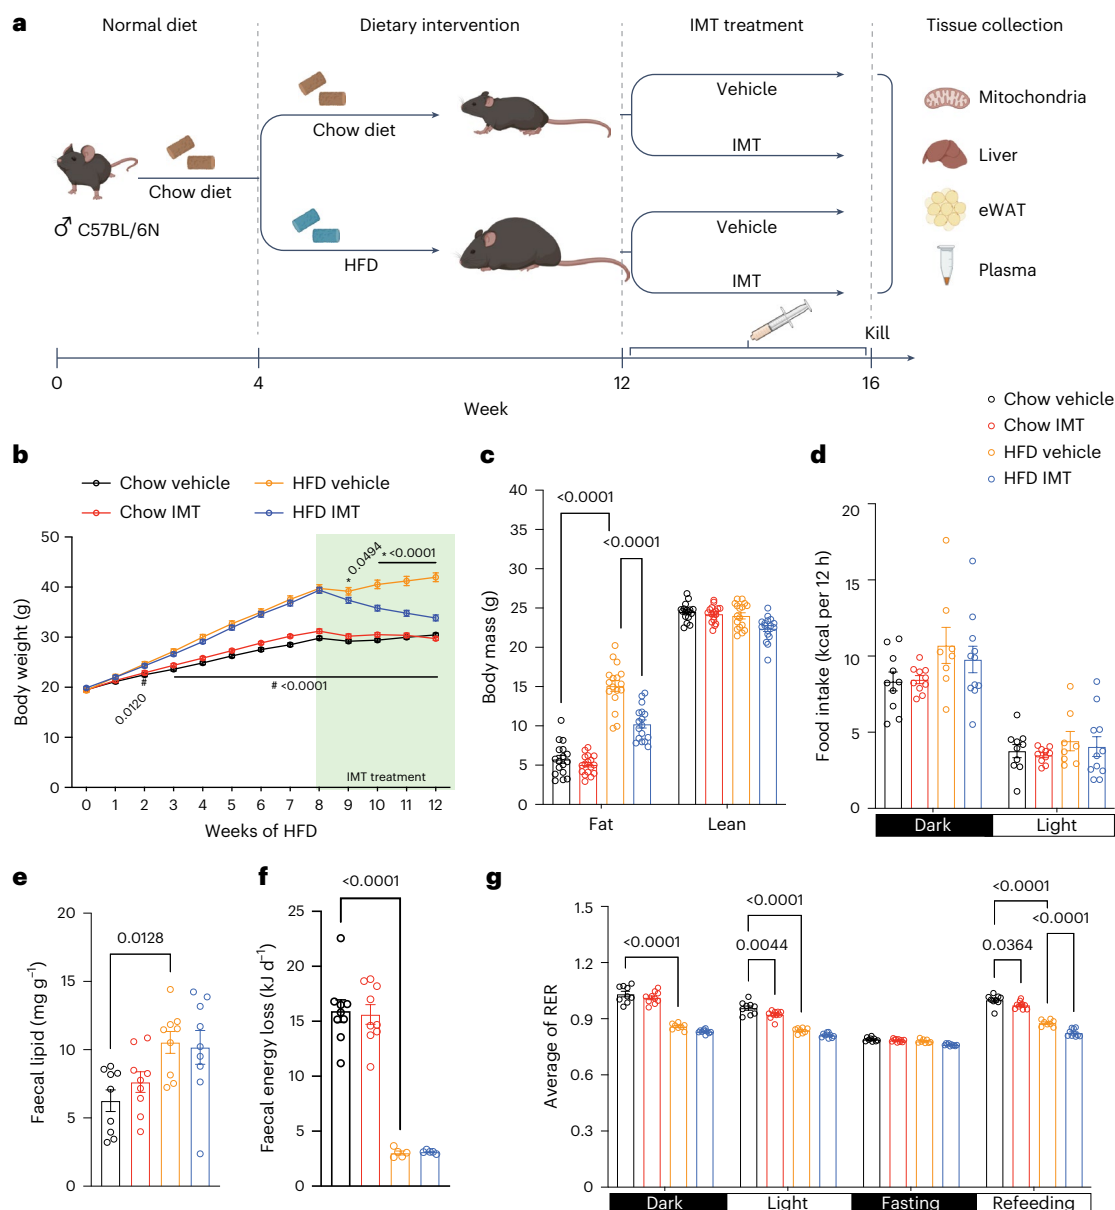 a
Normal diet
Dietary intervention
IMT treatment
Tissue collection
Chow diet
♂ C57BL/6N
Chow diet
HFD
Vehicle
IMT
Vehicle
IMT
Mitochondria
Liver
eWAT
Plasma
Kill
0
4
12
16
Week
Chow vehicle
Chow IMT
HFD vehicle
HFD IMT
b
Chow vehicle
HFD vehicle
Chow IMT
HFD IMT
Body weight (g)
50
40
30
20
10
0
* 0.0494
* <0.0001
0.0120
#
# <0.0001
IMT treatment
0 1 2 3 4 5 6 7 8 9 10 11 12
Weeks of HFD
c
Body mass (g)
40
35
30
25
20
15
10
5
0
<0.0001
<0.0001
Fat
Lean
d
Food intake (kcal per 12 h)
20
15
10
5
0
Dark
Light
e
Faecal lipid (mg g−1)
20
15
10
5
0
0.0128
f
Faecal energy loss (kJ d−1)
25
20
15
10
5
0
<0.0001
g
Average of RER
1.5
1.2
0.9
0.6
0.3
0
<0.0001
<0.0001
0.0044
<0.0001
<0.0001
0.0364
Dark
Light
Fasting
Refeeding